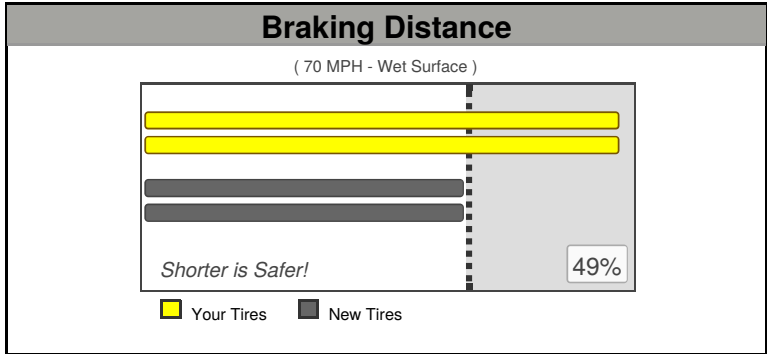 Braking Distance
( 70 MPH - Wet Surface )
Shorter is Safer!
49%
Your Tires
New Tires